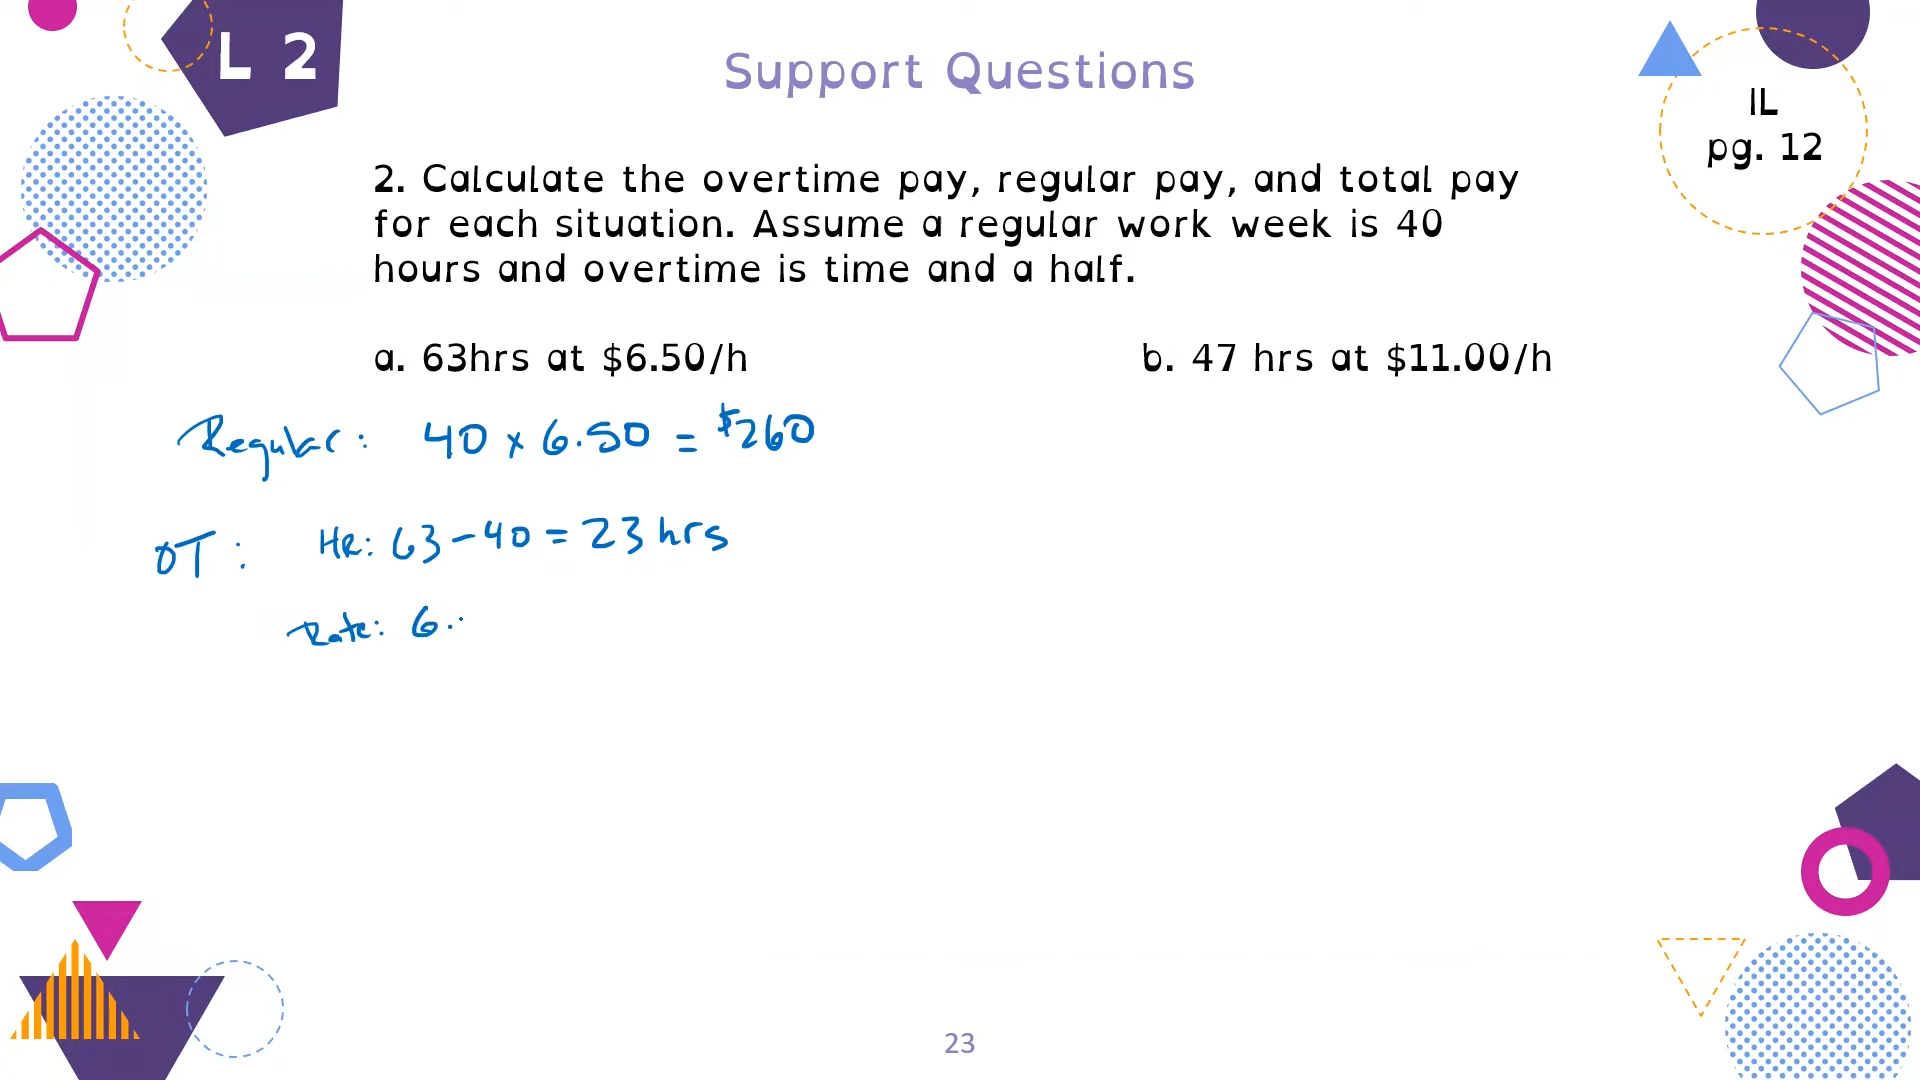 L 2
Support Questions
IL
pg. 12
2. Calculate the overtime pay, regular pay, and total pay
for each situation. Assume a regular work week is 40
hours and overtime is time and a half.
a. 63hrs at $6.50/h
b. 47 hrs at $11.00/h
Regular: 40 x 6.50 = $260
OT: HR: 63 - 40 = 23 hrs
Rate: 6.
23